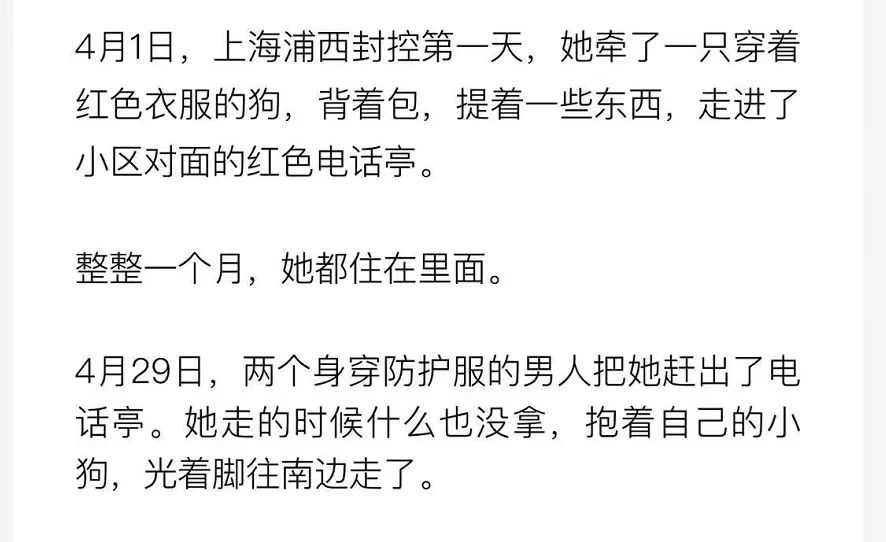 4月1日，上海浦西封控第一天，她牵了一只穿着
红色衣服的狗，背着包，提着一些东西，走进了
小区对面的红色电话亭。
整整一个月，她都住在里面。
4月29日，两个身穿防护服的男人把她赶出了电
话亭。她走的时候什么也没拿，抱着自己的小
狗，光着脚往南边走了。